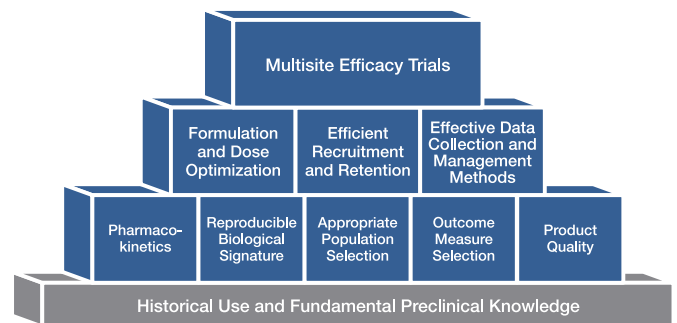 Multisite Efficacy Trials
Formulation
and Dose
Optimization
Efficient
Recruitment
and Retention
Effective Data
Collection and
Management
Methods
Pharmaco-
kinetics
Reproducible
Biological
Signature
Appropriate
Population
Selection
Outcome
Measure
Selection
Product
Quality
Historical Use and Fundamental Preclinical Knowledge